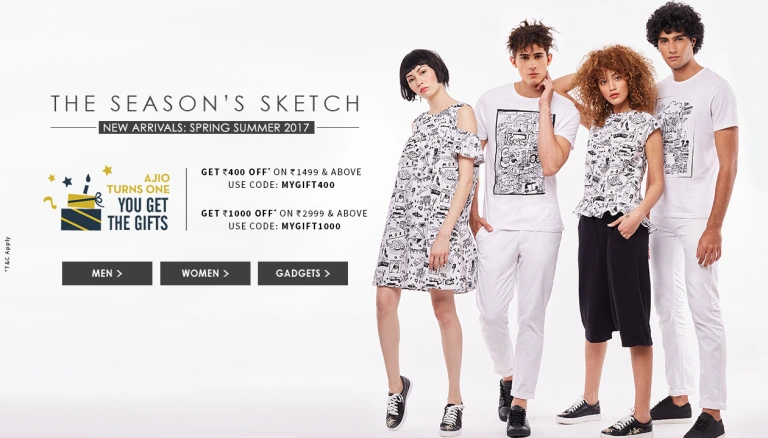 THE SEASON'S SKETCH
NEW ARRIVALS: SPRING SUMMER 2017
AJIO
TURNS ONE
YOU GET
THE GIFTS
GET ₹400 OFF* ON ₹1499 & ABOVE
USE CODE: MYGIFT400
GET ₹1000 OFF* ON ₹2999 & ABOVE
USE CODE: MYGIFT1000
MEN >
WOMEN >
GADGETS >
*T&C Apply